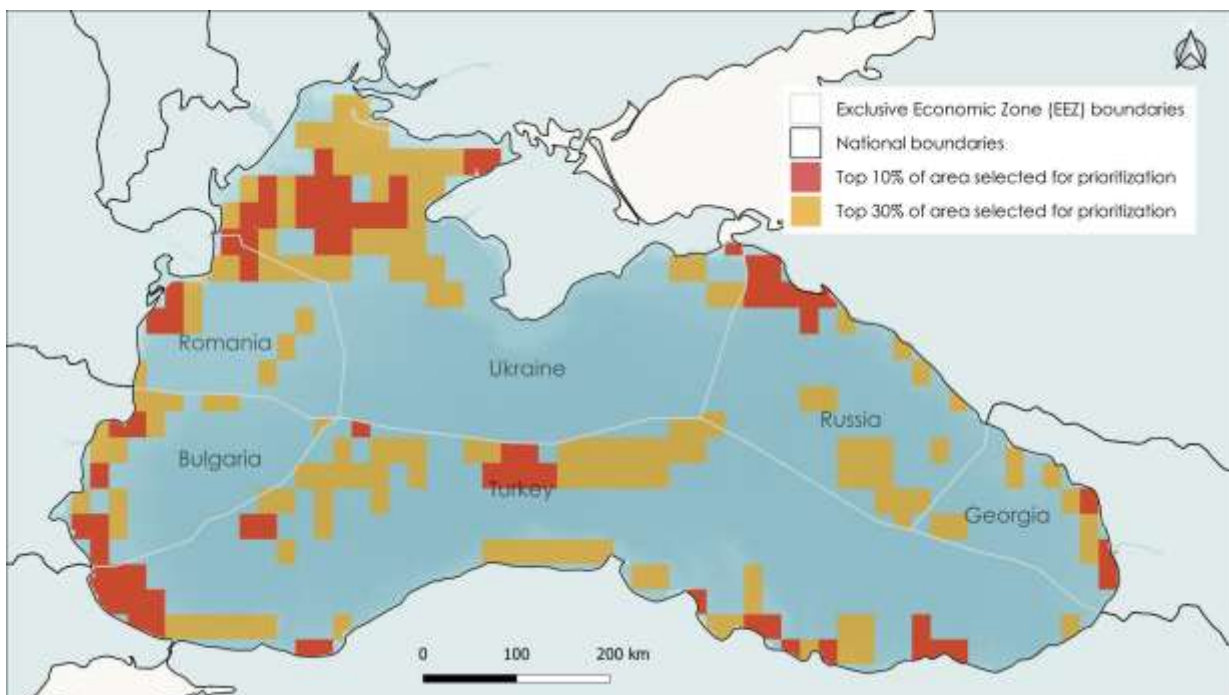 Exclusive Economic Zone (EEZ) boundaries
National boundaries
Top 10% of area selected for prioritization
Top 30% of area selected for prioritization
Romania
Ukraine
Russia
Bulgaria
Turkey
Georgia
0 100 200 km